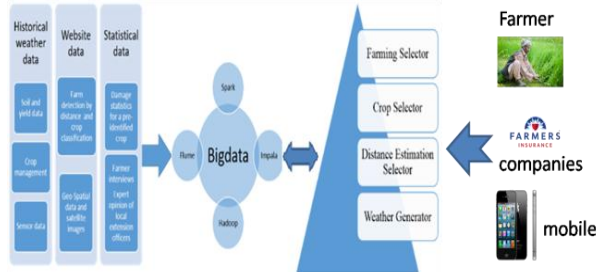 Historical
weather
data
Soil and
yield data
Crop
management
Sensor data
Website
data
Farm
detection by
distance and
crop
classification
Geo Spatial
data and
satellite
images
Statistical
data
Damage
statistics
for a pre-
identified
crop
Farmer
interviews
Expert
opinion of
local
extension
officers
Spark
Flume
Bigdata
Impala
Hadoop
Farming Selector
Crop Selector
Distance Estimation
Selector
Weather Generator
Farmer
FARMERS
INSURANCE
companies
mobile